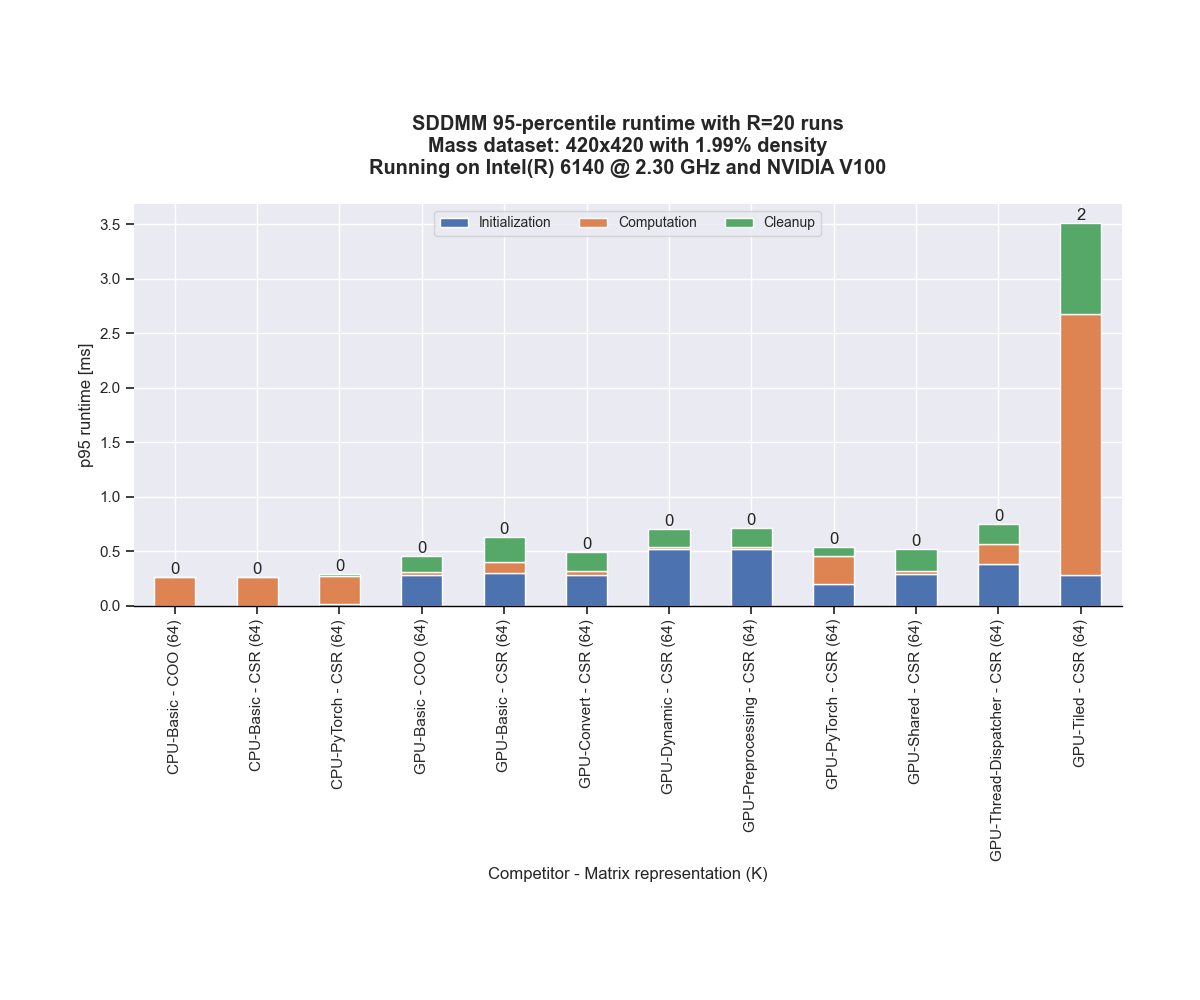 SDDMM 95-percentile runtime with R=20 runs
Mass dataset: 420x420 with 1.99% density
Running on Intel(R) 6140 @ 2.30 GHz and NVIDIA V100
Initialization
Computation
Cleanup
p95 runtime [ms]
3.5
3.0
2.5
2.0
1.5
1.0
0.5
0.0
0
0
0
0
0
0
0
0
0
0
0
2
CPU-Basic - COO (64)
CPU-Basic - CSR (64)
CPU-PyTorch - CSR (64)
GPU-Basic - COO (64)
GPU-Basic - CSR (64)
GPU-Convert - CSR (64)
GPU-Dynamic - CSR (64)
GPU-Preprocessing - CSR (64)
GPU-PyTorch - CSR (64)
GPU-Shared - CSR (64)
GPU-Thread-Dispatcher - CSR (64)
GPU-Tiled - CSR (64)
Competitor - Matrix representation (K)